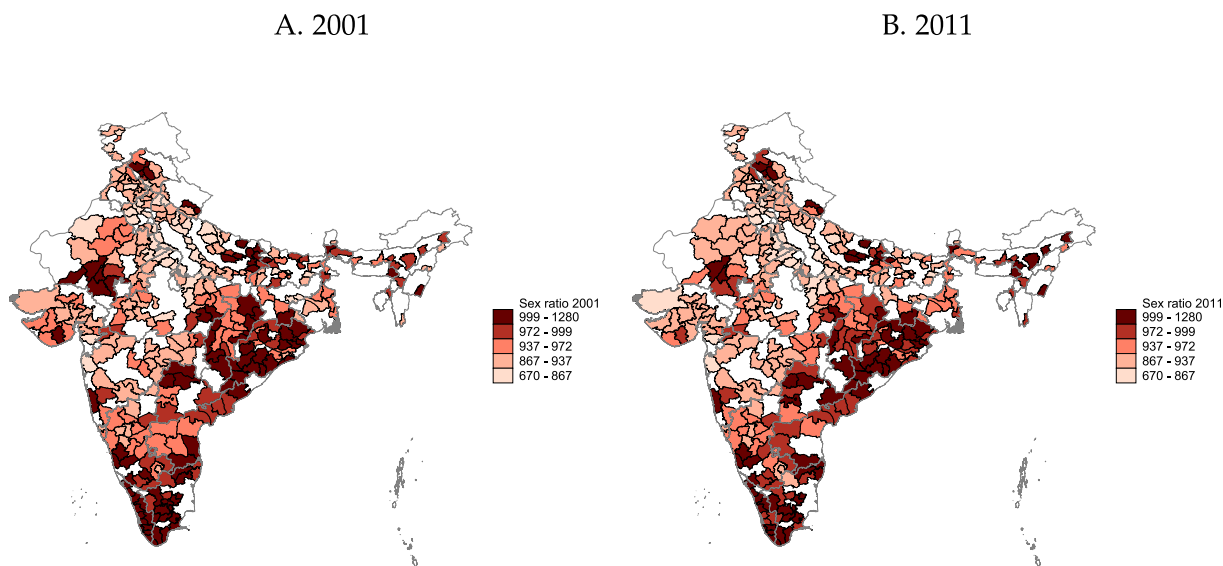 A. 2001
B. 2011
Sex ratio 2001
999 - 1280
972 - 999
937 - 972
867 - 937
670 - 867
Sex ratio 2011
999 - 1280
972 - 999
937 - 972
867 - 937
670 - 867